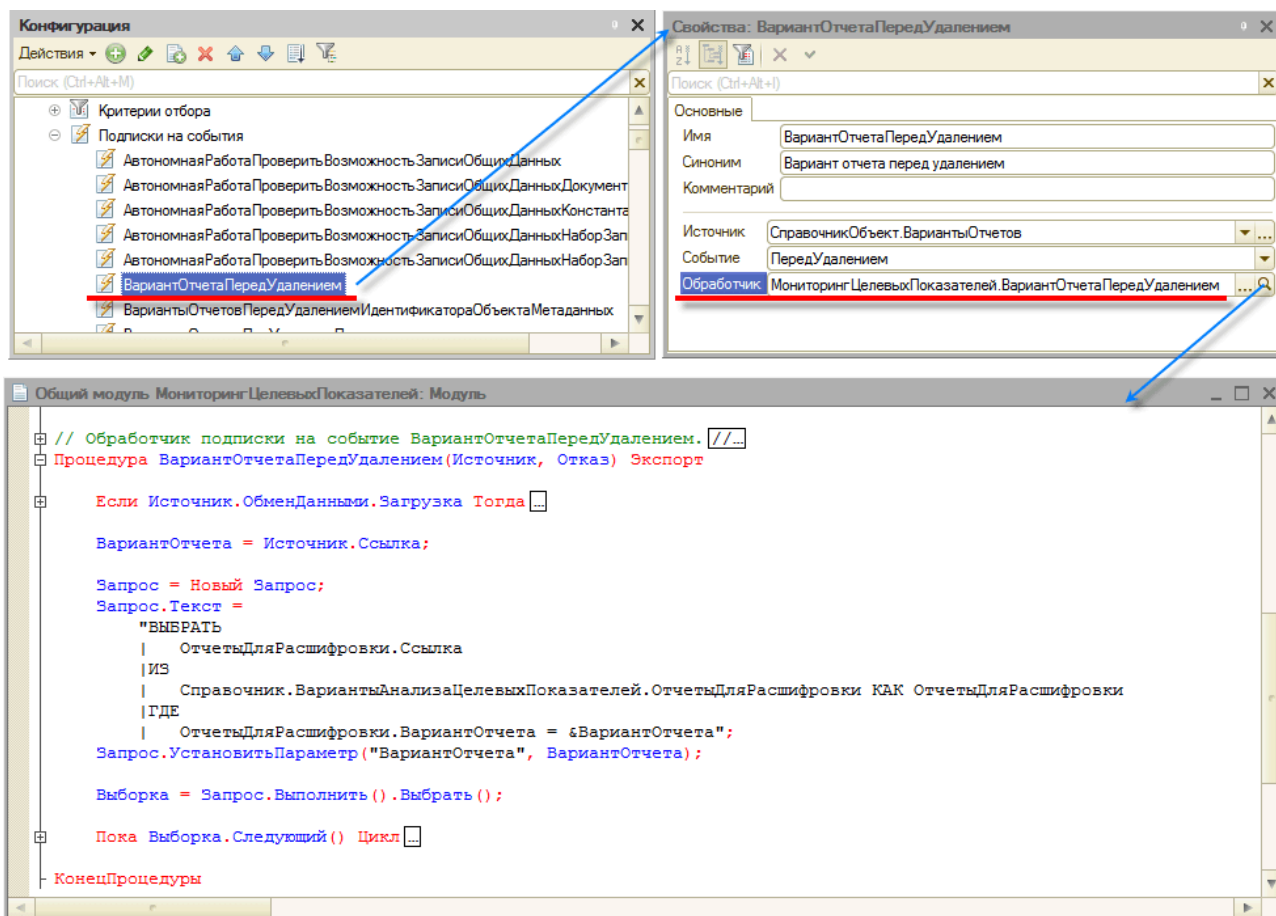 Конфигурация
Действия
Поиск (Ctrl+Alt+M)
Критерии отбора
Подписки на события
АвтономнаяРаботаПроверитьВозможностьЗаписиОбщихДанных
АвтономнаяРаботаПроверитьВозможностьЗаписиОбщихДанныхДокумент
АвтономнаяРаботаПроверитьВозможностьЗаписиОбщихДанныхКонстанта
АвтономнаяРаботаПроверитьВозможностьЗаписиОбщихДанныхНаборЗап
АвтономнаяРаботаПроверитьВозможностьЗаписиОбщихДанныхНаборЗап
ВариантОтчетаПередУдалением
ВариантыОтчетовПередУдалениемИдентификатораОбъектаМетаданных
Свойства: ВариантОтчетаПередУдалением
Поиск (Ctrl+Alt+I)
Основные
Имя ВариантОтчетаПередУдалением
Синоним Вариант отчета перед удалением
Комментарий
Источник СправочникОбъект.ВариантыОтчетов
Событие ПередУдалением
Обработчик МониторингЦелевыхПоказателей.ВариантОтчетаПередУдалением
Общий модуль МониторингЦелевыхПоказателей: Модуль
// Обработчик подписки на событие ВариантОтчетаПередУдалением. //...
Процедура ВариантОтчетаПередУдалением(Источник, Отказ) Экспорт
Если Источник.ОбменДанными.Загрузка Тогда ...
ВариантОтчета = Источник.Ссылка;
Запрос = Новый Запрос;
Запрос.Текст =
"ВЫБРАТЬ
| ОтчетыДляРасшифровки.Ссылка
|ИЗ
| Справочник.ВариантыАнализаЦелевыхПоказателей.ОтчетыДляРасшифровки КАК ОтчетыДляРасшифровки
|ГДЕ
| ОтчетыДляРасшифровки.ВариантОтчета = &ВариантОтчета";
Запрос.УстановитьПараметр("ВариантОтчета", ВариантОтчета);
Выборка = Запрос.Выполнить().Выбрать();
Пока Выборка.Следующий() Цикл ...
КонецПроцедуры